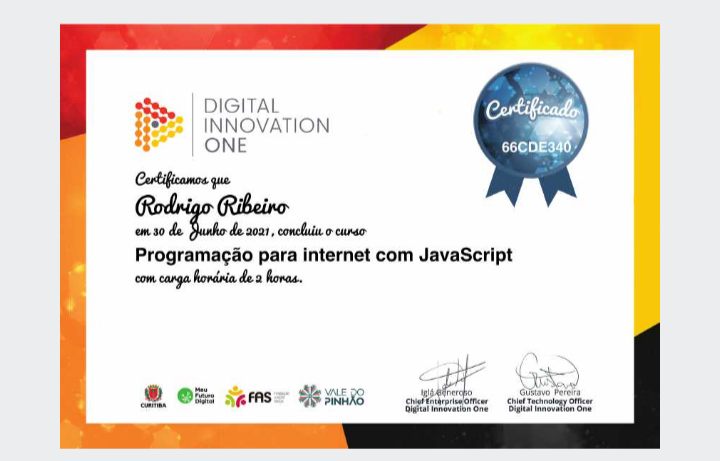 DIGITAL
INNOVATION
ONE
Certificado
66CDE340
Certificamos que
Rodrigo Ribeiro
em 30 de Junho de 2021, concluiu o curso
Programação para internet com JavaScript
com carga horária de 2 horas.
CURITIBA
Meu
Futuro
Digital
FAS
VALE DO
PINHÃO
Iglá Generoso
Chief Enterprise Officer
Digital Innovation One
Gustavo Pereira
Chief Technology Officer
Digital Innovation One